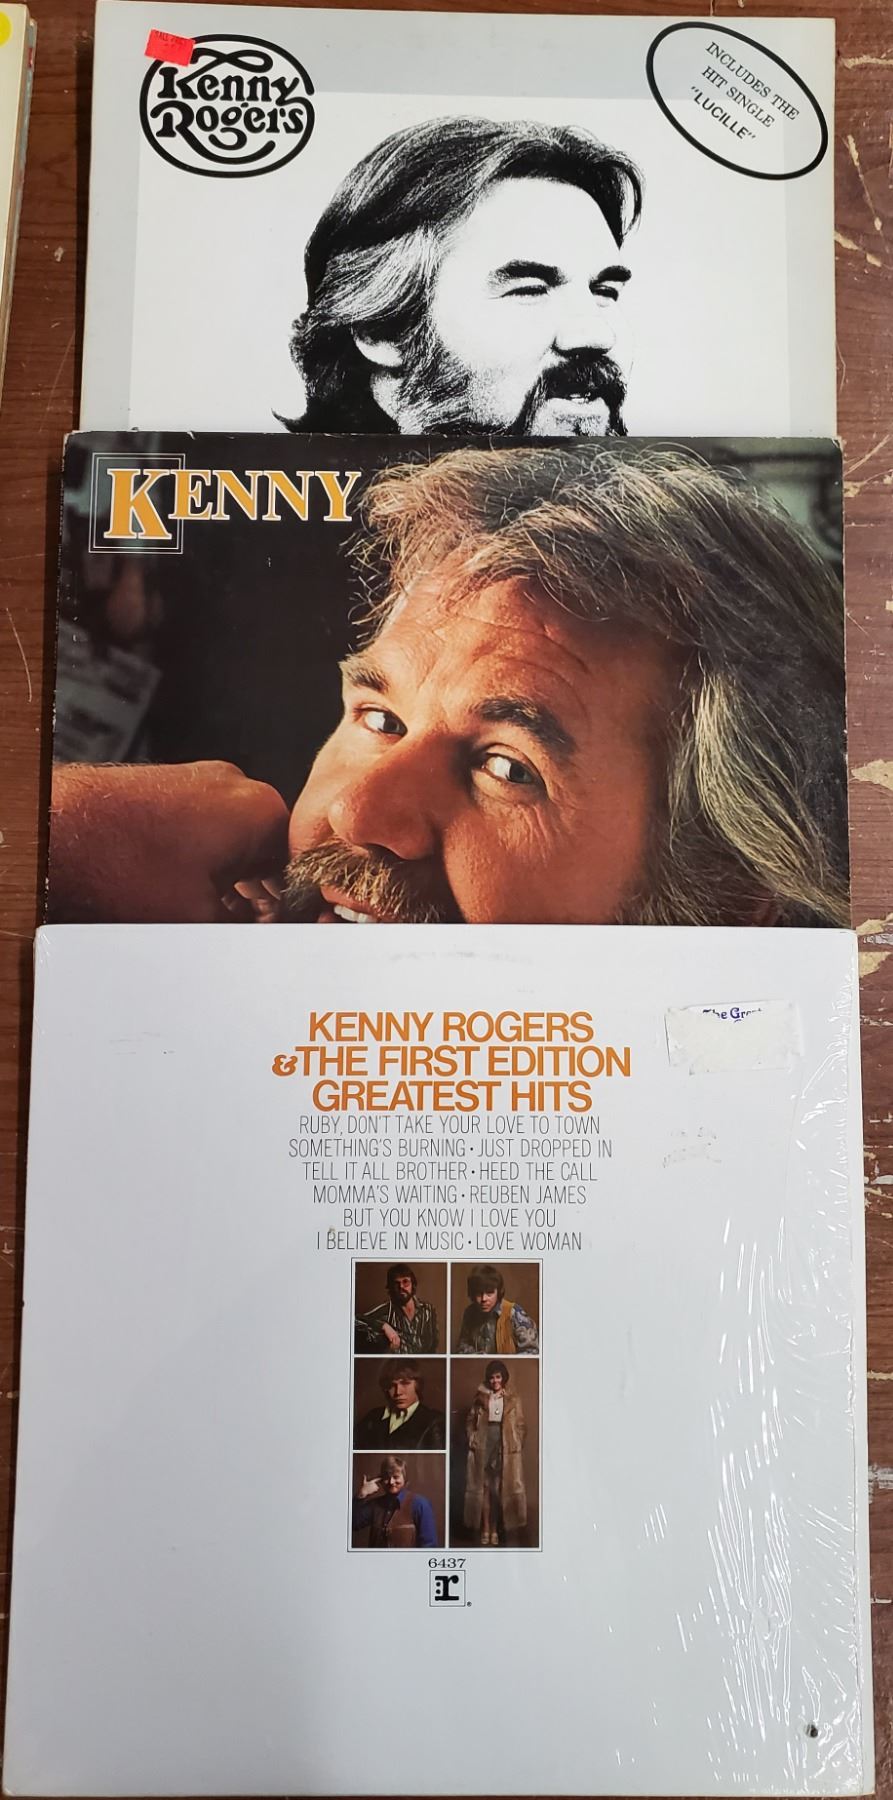 Kenny
Rogers
INCLUDES THE
HIT SINGLE
"LUCILLE"
KENNY
The
KENNY ROGERS
& THE FIRST EDITION
GREATEST HITS
RUBY, DON'T TAKE YOUR LOVE TO TOWN
SOMETHING'S BURNING • JUST DROPPED IN
TELL IT ALL BROTHER • HEED THE CALL
MOMMA'S WAITING • REUBEN JAMES
BUT YOU KNOW I LOVE YOU
I BELIEVE IN MUSIC • LOVE WOMAN
6437
:r ®